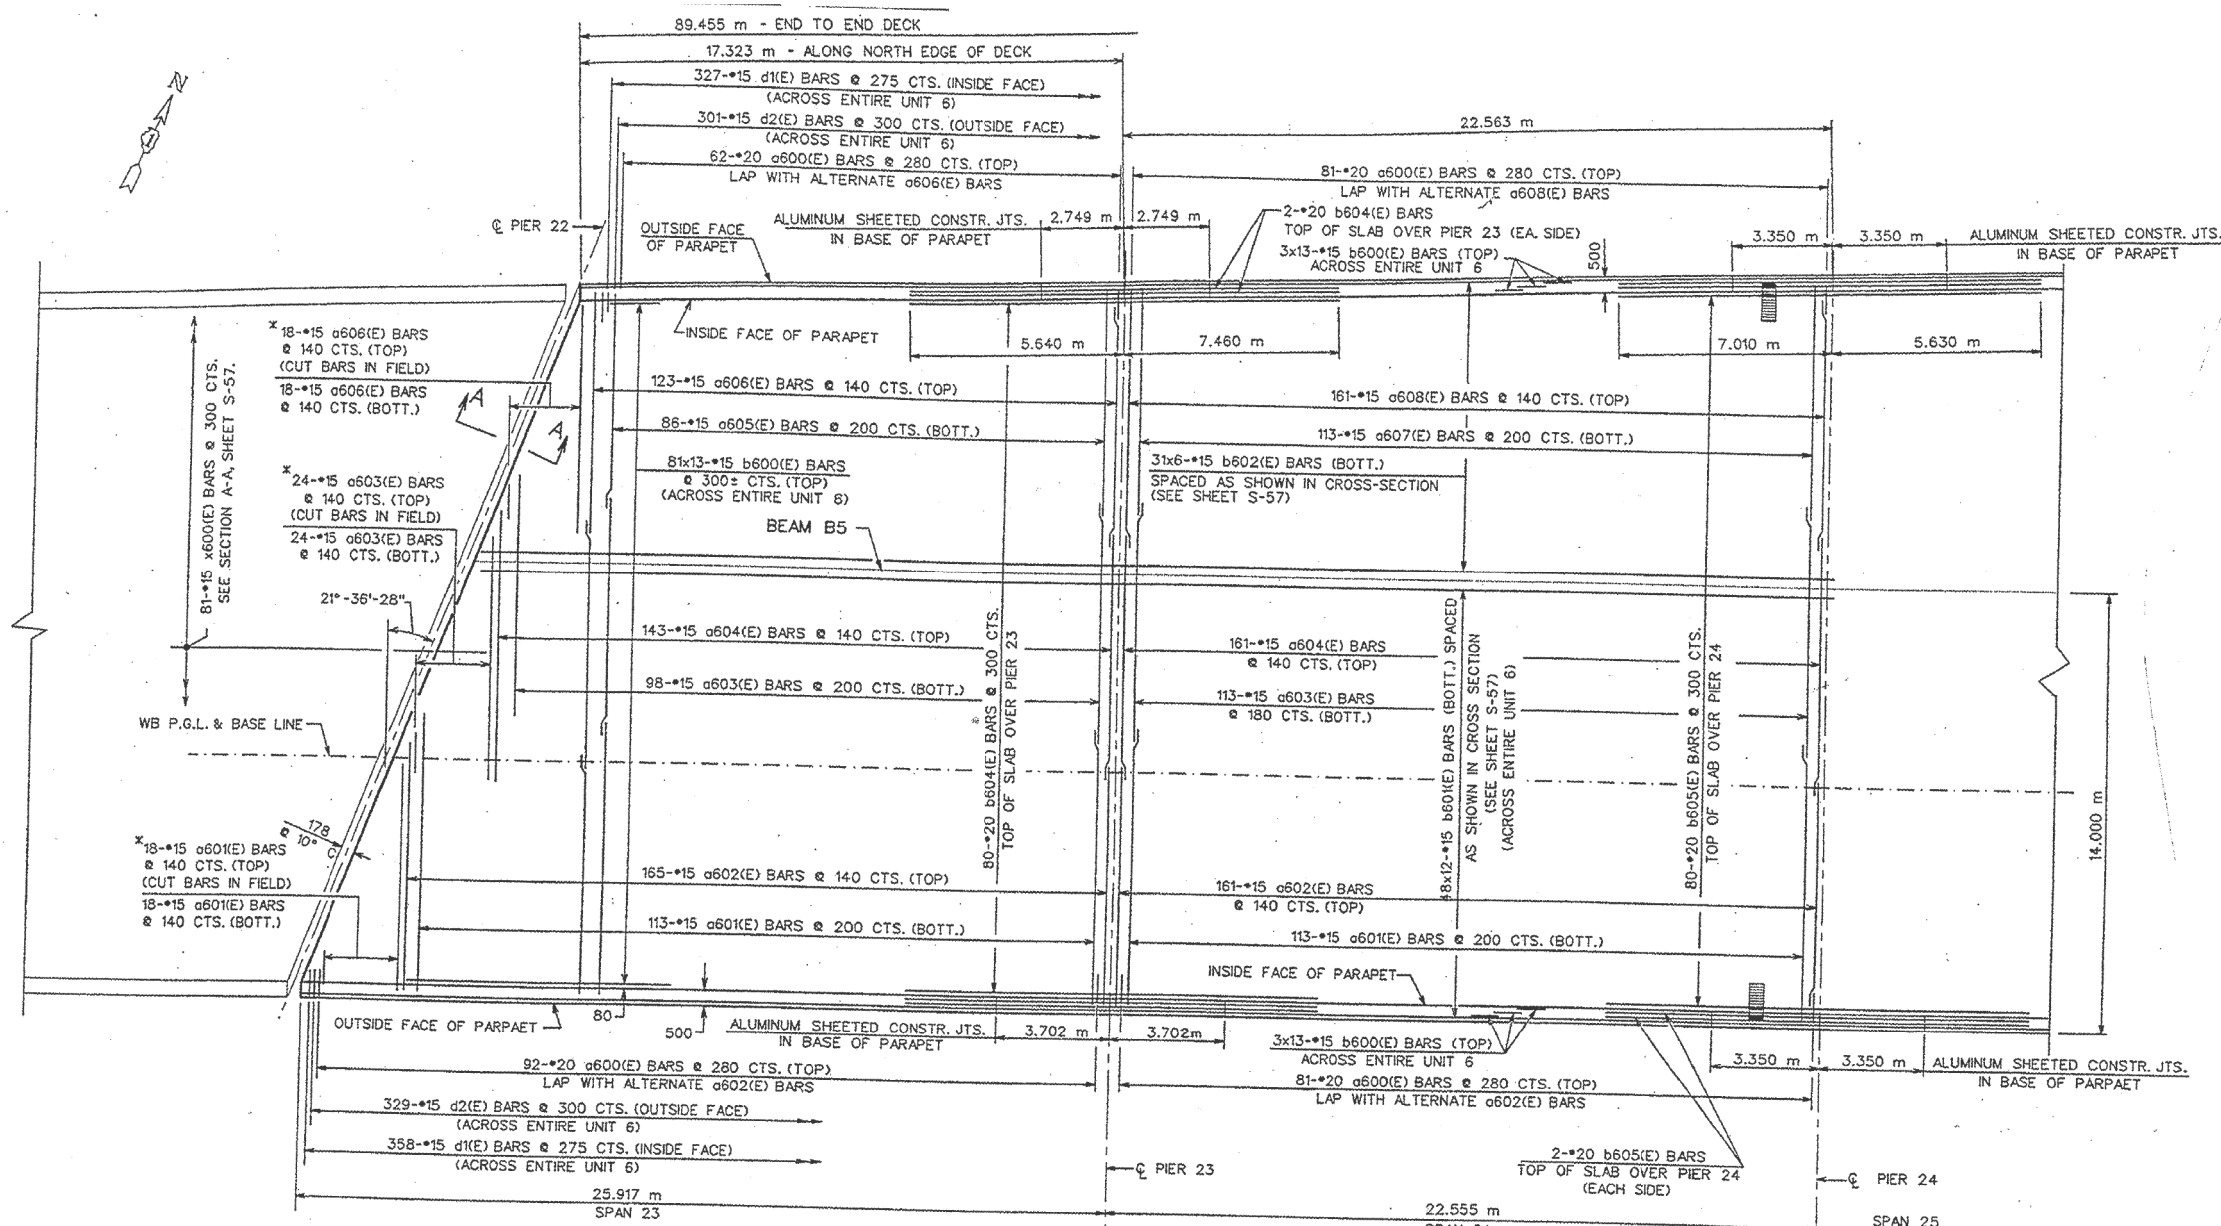 89.455 m - END TO END DECK
17.323 m - ALONG NORTH EDGE OF DECK
327-#15 d1(E) BARS @ 275 CTS. (INSIDE FACE)
(ACROSS ENTIRE UNIT 6)
301-#15 d2(E) BARS @ 300 CTS. (OUTSIDE FACE)
(ACROSS ENTIRE UNIT 6)
62-#20 a600(E) BARS @ 280 CTS. (TOP)
LAP WITH ALTERNATE a606(E) BARS
N
22.563 m
81-#20 a600(E) BARS @ 280 CTS. (TOP)
LAP WITH ALTERNATE a608(E) BARS
℄ PIER 22
OUTSIDE FACE
OF PARAPET
ALUMINUM SHEETED CONSTR. JTS.
IN BASE OF PARAPET
2.749 m
2.749 m
2-#20 b604(E) BARS
TOP OF SLAB OVER PIER 23 (EA. SIDE)
3x13-#15 b600(E) BARS (TOP)
ACROSS ENTIRE UNIT 6
500
3.350 m
3.350 m
ALUMINUM SHEETED CONSTR. JTS.
IN BASE OF PARAPET
INSIDE FACE OF PARAPET
5.640 m
7.460 m
7.010 m
5.630 m
*18-#15 a606(E) BARS
@ 140 CTS. (TOP)
(CUT BARS IN FIELD)
18-#15 a606(E) BARS
@ 140 CTS. (BOTT.)
A
A
123-#15 a606(E) BARS @ 140 CTS. (TOP)
161-#15 a608(E) BARS @ 140 CTS. (TOP)
86-#15 a605(E) BARS @ 200 CTS. (BOTT.)
113-#15 a607(E) BARS @ 200 CTS. (BOTT.)
81-#15 x600(E) BARS @ 300 CTS.
SEE SECTION A-A, SHEET S-57.
*24-#15 a603(E) BARS
@ 140 CTS. (TOP)
(CUT BARS IN FIELD)
24-#15 a603(E) BARS
@ 140 CTS. (BOTT.)
81x13-#15 b600(E) BARS
@ 300± CTS. (TOP)
(ACROSS ENTIRE UNIT 6)
31x6-#15 b602(E) BARS (BOTT.)
SPACED AS SHOWN IN CROSS-SECTION
(SEE SHEET S-57)
BEAM B5
21°-36'-28"
143-#15 a604(E) BARS @ 140 CTS. (TOP)
161-#15 a604(E) BARS
@ 140 CTS. (TOP)
98-#15 a603(E) BARS @ 200 CTS. (BOTT.)
113-#15 a603(E) BARS
@ 180 CTS. (BOTT.)
80-#20 b604(E) BARS @ 300 CTS.
TOP OF SLAB OVER PIER 23
48x12-#15 b601(E) BARS (BOTT.) SPACED
AS SHOWN IN CROSS SECTION
(SEE SHEET S-57)
(ACROSS ENTIRE UNIT 6)
80-#20 b605(E) BARS @ 300 CTS.
TOP OF SLAB OVER PIER 24
14.000 m
WB P.G.L. & BASE LINE
178
@ 10° C
*18-#15 a601(E) BARS
@ 140 CTS. (TOP)
(CUT BARS IN FIELD)
18-#15 a601(E) BARS
@ 140 CTS. (BOTT.)
165-#15 a602(E) BARS @ 140 CTS. (TOP)
161-#15 a602(E) BARS
@ 140 CTS. (TOP)
113-#15 a601(E) BARS @ 200 CTS. (BOTT.)
113-#15 a601(E) BARS @ 200 CTS. (BOTT.)
INSIDE FACE OF PARAPET
OUTSIDE FACE OF PARPAET
80
500
ALUMINUM SHEETED CONSTR. JTS.
IN BASE OF PARAPET
3.702 m
3.702m
3x13-#15 b600(E) BARS (TOP)
ACROSS ENTIRE UNIT 6
3.350 m
3.350 m
ALUMINUM SHEETED CONSTR. JTS.
IN BASE OF PARPAET
92-#20 a600(E) BARS @ 280 CTS. (TOP)
LAP WITH ALTERNATE a602(E) BARS
81-#20 a600(E) BARS @ 280 CTS. (TOP)
LAP WITH ALTERNATE a602(E) BARS
329-#15 d2(E) BARS @ 300 CTS. (OUTSIDE FACE)
(ACROSS ENTIRE UNIT 6)
358-#15 d1(E) BARS @ 275 CTS. (INSIDE FACE)
(ACROSS ENTIRE UNIT 6)
2-#20 b605(E) BARS
TOP OF SLAB OVER PIER 24
(EACH SIDE)
℄ PIER 23
℄ PIER 24
25.917 m
SPAN 23
22.555 m
SPAN 25